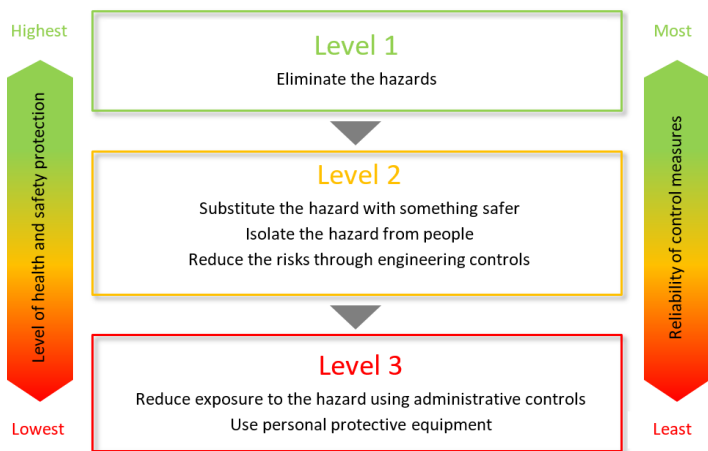 Highest
Level 1
Most
Eliminate the hazards
Level of health and safety protection
Reliability of control measures
Level 2
Substitute the hazard with something safer
Isolate the hazard from people
Reduce the risks through engineering controls
Level 3
Reduce exposure to the hazard using administrative controls
Use personal protective equipment
Lowest
Least